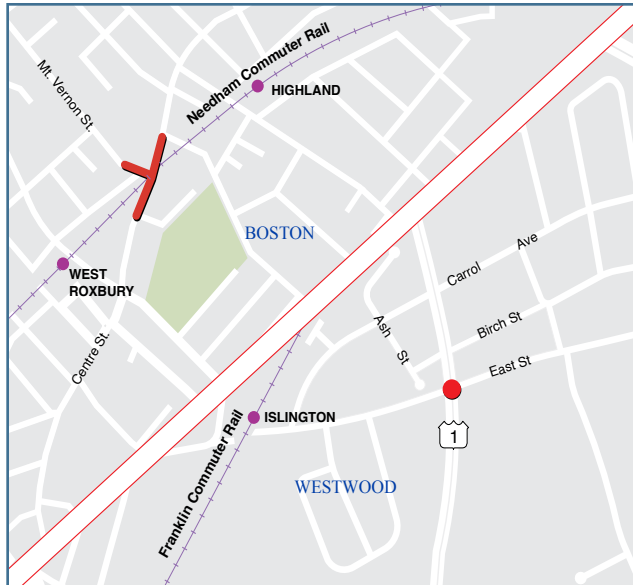 Needham Commuter Rail
Mt. Vernon St.
HIGHLAND
BOSTON
WEST
ROXBURY
Carrol Ave
Ash St
Birch St
East St
Centre St.
ISLINGTON
1
Franklin Commuter Rail
WESTWOOD